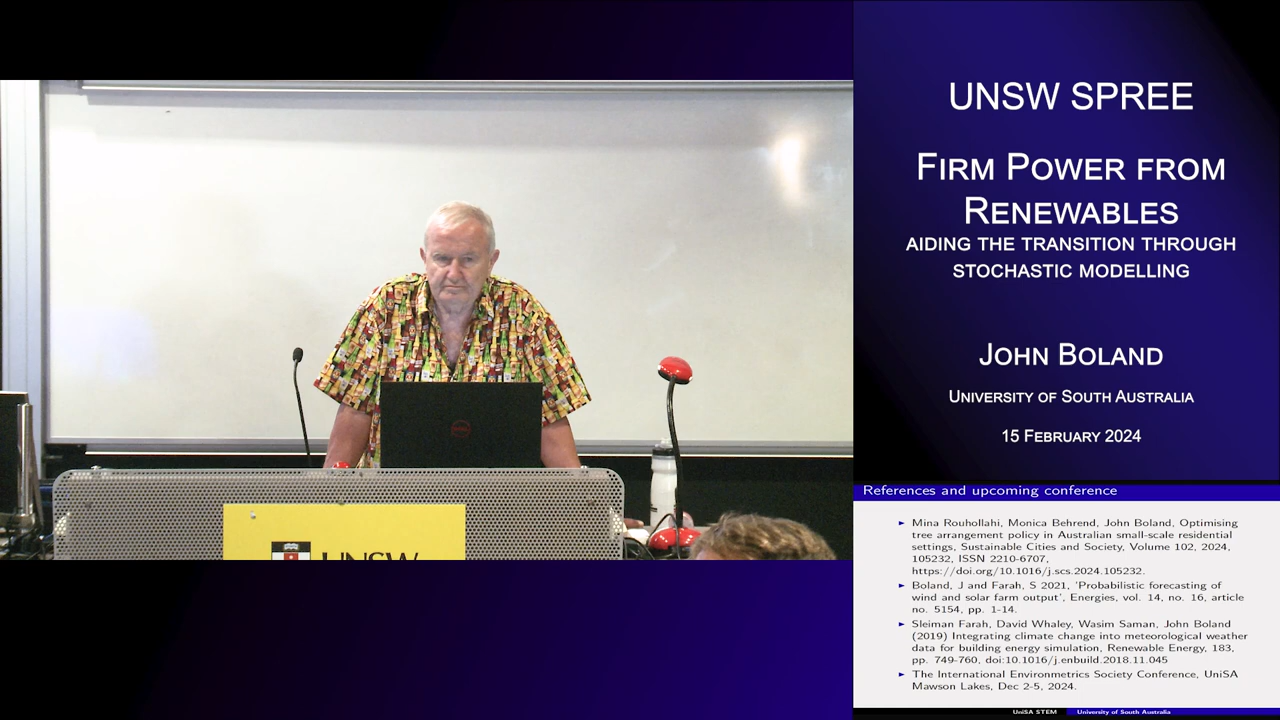 UNSW SPREE
FIRM POWER FROM
RENEWABLES
AIDING THE TRANSITION THROUGH
STOCHASTIC MODELLING
JOHN BOLAND
UNIVERSITY OF SOUTH AUSTRALIA
15 FEBRUARY 2024
UNSW
DELL
References and upcoming conference
► Mina Rouhollahi, Monica Behrend, John Boland, Optimising
tree arrangement policy in Australian small-scale residential
settings, Sustainable Cities and Society, Volume 102, 2024,
105232, ISSN 2210-6707,
https://doi.org/10.1016/j.scs.2024.105232.
► Boland, J and Farah, S 2021, 'Probabilistic forecasting of
wind and solar farm output', Energies, vol. 14, no. 16, article
no. 5154, pp. 1-14.
► Sleiman Farah, David Whaley, Wasim Saman, John Boland
(2019) Integrating climate change into meteorological weather
data for building energy simulation, Renewable Energy, 183,
pp. 749-760, doi:10.1016/j.enbuild.2018.11.045
► The International Environmetrics Society Conference, UniSA
Mawson Lakes, Dec 2-5, 2024.
UniSA STEM University of South Australia